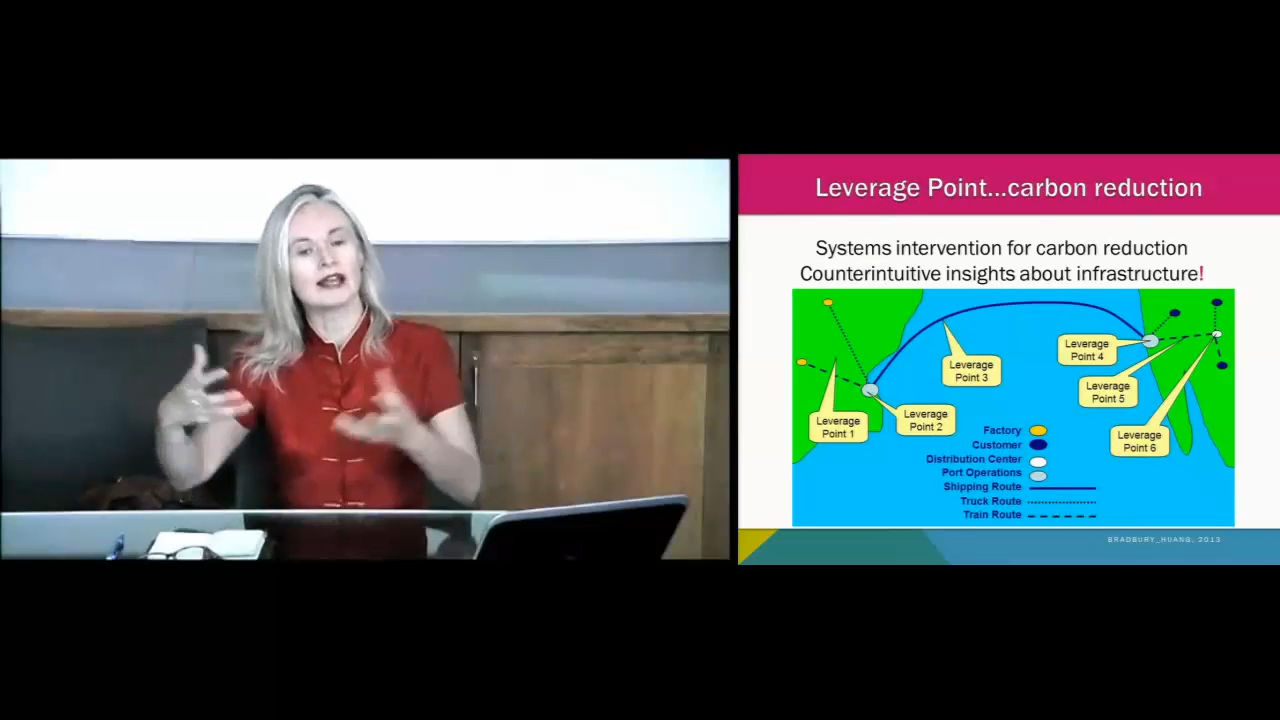 Leverage Point...carbon reduction
Systems intervention for carbon reduction
Counterintuitive insights about infrastructure!
Leverage
Point 1
Leverage
Point 2
Leverage
Point 3
Leverage
Point 4
Leverage
Point 5
Leverage
Point 6
Factory
Customer
Distribution Center
Port Operations
Shipping Route
Truck Route
Train Route
BRADBURY_HUANG, 2013